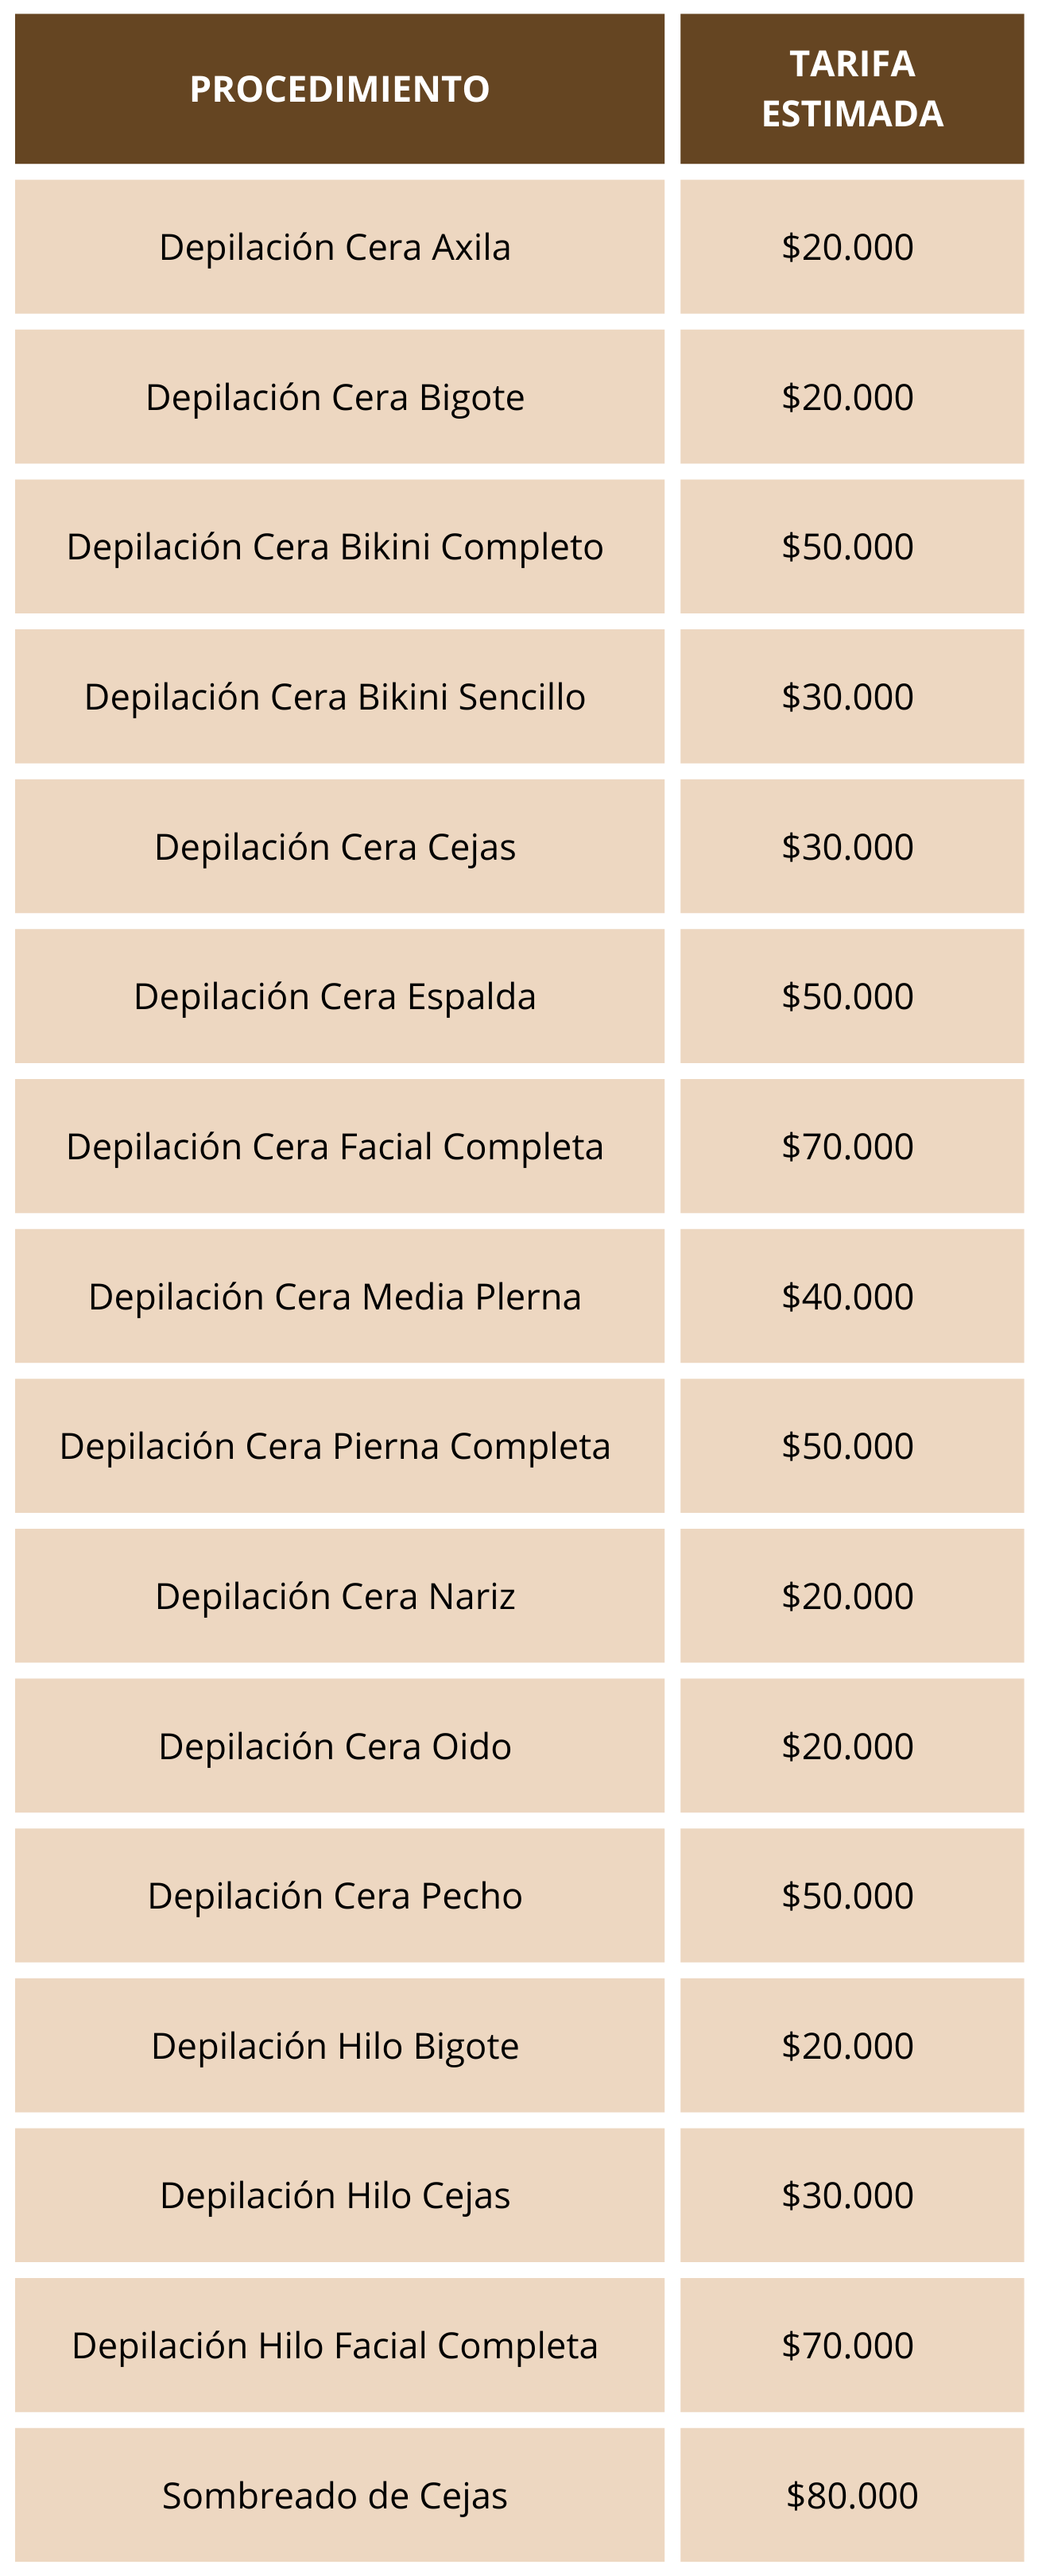 PROCEDIMIENTO
TARIFA
ESTIMADA
Depilación Cera Axila
$20.000
Depilación Cera Bigote
$20.000
Depilación Cera Bikini Completo
$50.000
Depilación Cera Bikini Sencillo
$30.000
Depilación Cera Cejas
$30.000
Depilación Cera Espalda
$50.000
Depilación Cera Facial Completa
$70.000
Depilación Cera Media Plerna
$40.000
Depilación Cera Pierna Completa
$50.000
Depilación Cera Nariz
$20.000
Depilación Cera Oido
$20.000
Depilación Cera Pecho
$50.000
Depilación Hilo Bigote
$20.000
Depilación Hilo Cejas
$30.000
Depilación Hilo Facial Completa
$70.000
Sombreado de Cejas
$80.000